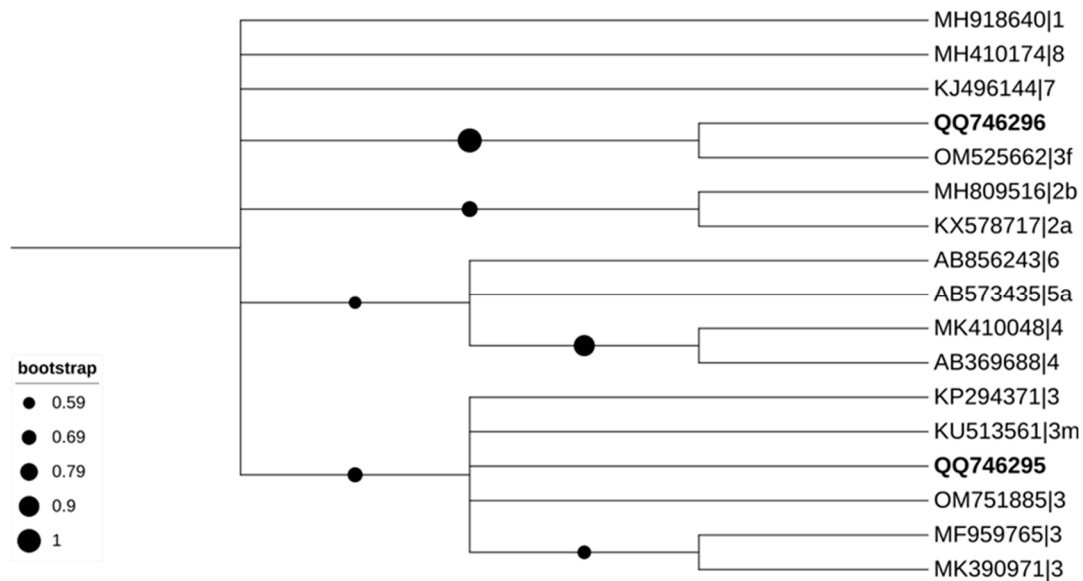 MH918640|1
MH410174|8
KJ496144|7
QQ746296
OM525662|3f
MH809516|2b
KX578717|2a
AB856243|6
AB573435|5a
MK410048|4
AB369688|4
KP294371|3
KU513561|3m
QQ746295
OM751885|3
MF959765|3
MK390971|3
bootstrap
0.59
0.69
0.79
0.9
1